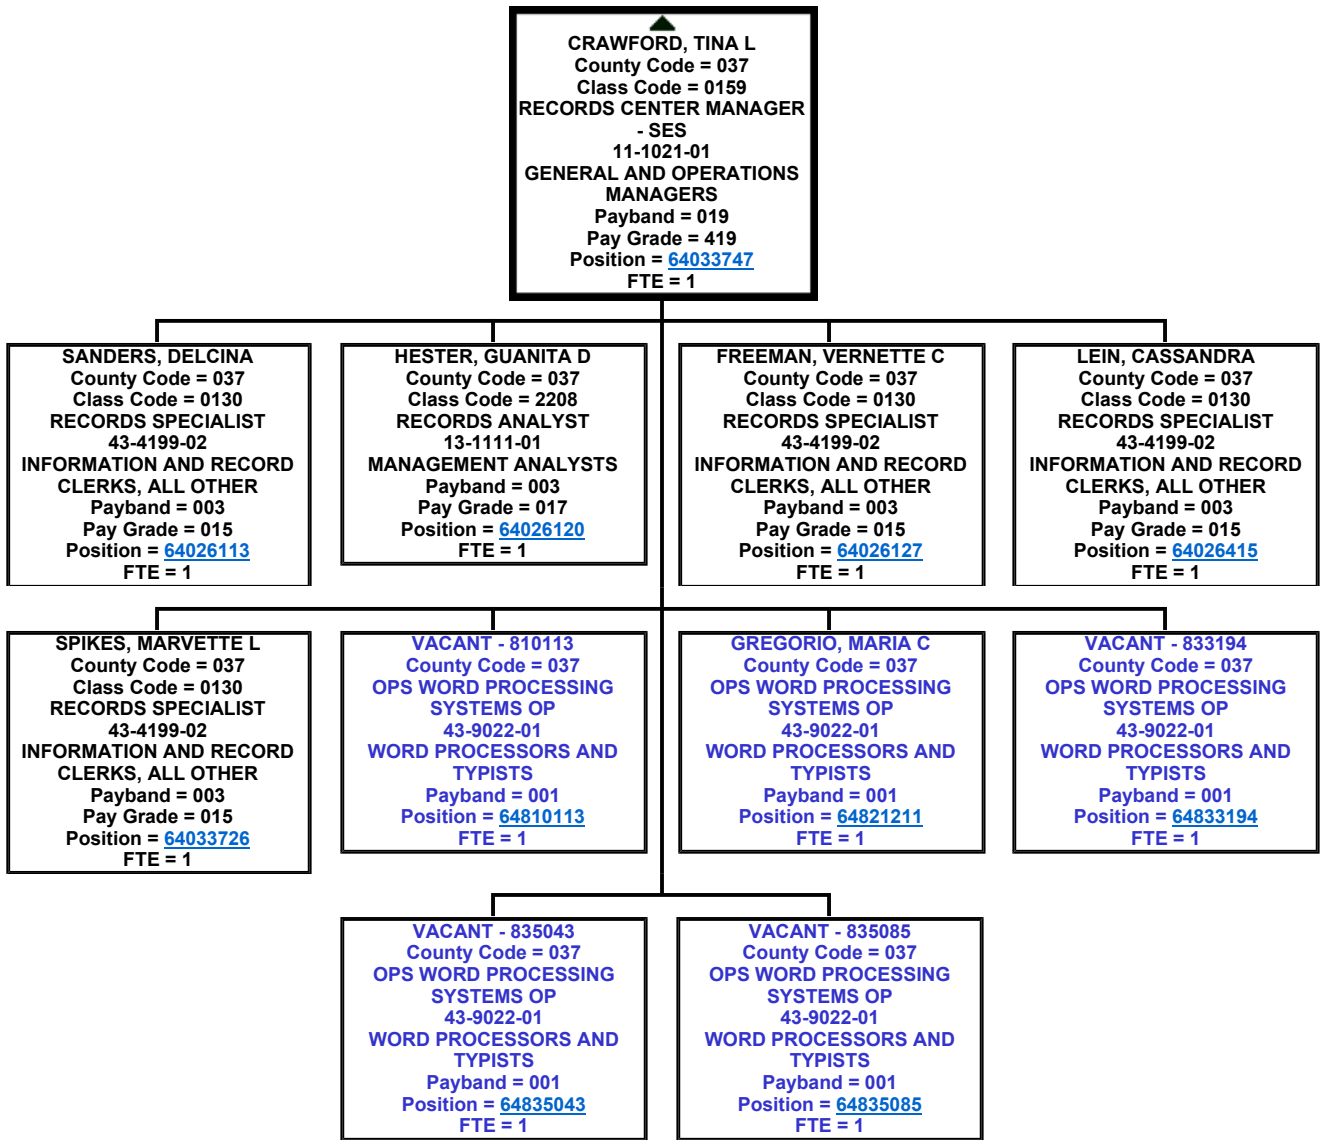 CRAWFORD, TINA L
County Code = 037
Class Code = 0159
RECORDS CENTER MANAGER
- SES
11-1021-01
GENERAL AND OPERATIONS
MANAGERS
Payband = 019
Pay Grade = 419
Position = 64033747
FTE = 1
SANDERS, DELCINA
County Code = 037
Class Code = 0130
RECORDS SPECIALIST
43-4199-02
INFORMATION AND RECORD
CLERKS, ALL OTHER
Payband = 003
Pay Grade = 015
Position = 64026113
FTE = 1
HESTER, GUANITA D
County Code = 037
Class Code = 2208
RECORDS ANALYST
13-1111-01
MANAGEMENT ANALYSTS
Payband = 003
Pay Grade = 017
Position = 64026120
FTE = 1
FREEMAN, VERNETTE C
County Code = 037
Class Code = 0130
RECORDS SPECIALIST
43-4199-02
INFORMATION AND RECORD
CLERKS, ALL OTHER
Payband = 003
Pay Grade = 015
Position = 64026127
FTE = 1
LEIN, CASSANDRA
County Code = 037
Class Code = 0130
RECORDS SPECIALIST
43-4199-02
INFORMATION AND RECORD
CLERKS, ALL OTHER
Payband = 003
Pay Grade = 015
Position = 64026415
FTE = 1
SPIKES, MARVETTE L
County Code = 037
Class Code = 0130
RECORDS SPECIALIST
43-4199-02
INFORMATION AND RECORD
CLERKS, ALL OTHER
Payband = 003
Pay Grade = 015
Position = 64033726
FTE = 1
VACANT - 810113
County Code = 037
OPS WORD PROCESSING
SYSTEMS OP
43-9022-01
WORD PROCESSORS AND
TYPISTS
Payband = 001
Position = 64810113
FTE = 1
GREGORIO, MARIA C
County Code = 037
OPS WORD PROCESSING
SYSTEMS OP
43-9022-01
WORD PROCESSORS AND
TYPISTS
Payband = 001
Position = 64821211
FTE = 1
VACANT - 833194
County Code = 037
OPS WORD PROCESSING
SYSTEMS OP
43-9022-01
WORD PROCESSORS AND
TYPISTS
Payband = 001
Position = 64833194
FTE = 1
VACANT - 835043
County Code = 037
OPS WORD PROCESSING
SYSTEMS OP
43-9022-01
WORD PROCESSORS AND
TYPISTS
Payband = 001
Position = 64835043
FTE = 1
VACANT - 835085
County Code = 037
OPS WORD PROCESSING
SYSTEMS OP
43-9022-01
WORD PROCESSORS AND
TYPISTS
Payband = 001
Position = 64835085
FTE = 1